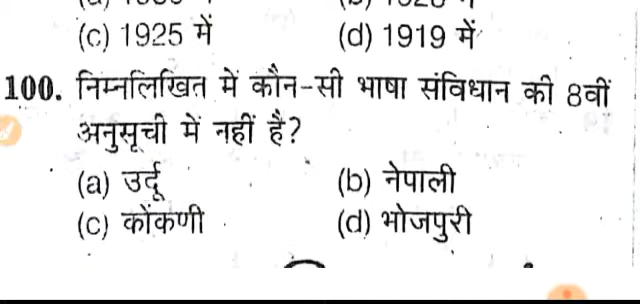 (c) 1925 में (d) 1919 में
100. निम्नलिखित में कौन-सी भाषा संविधान की 8वीं
अनुसूची में नहीं है?
(a) उर्दू (b) नेपाली
(c) कोंकणी (d) भोजपुरी